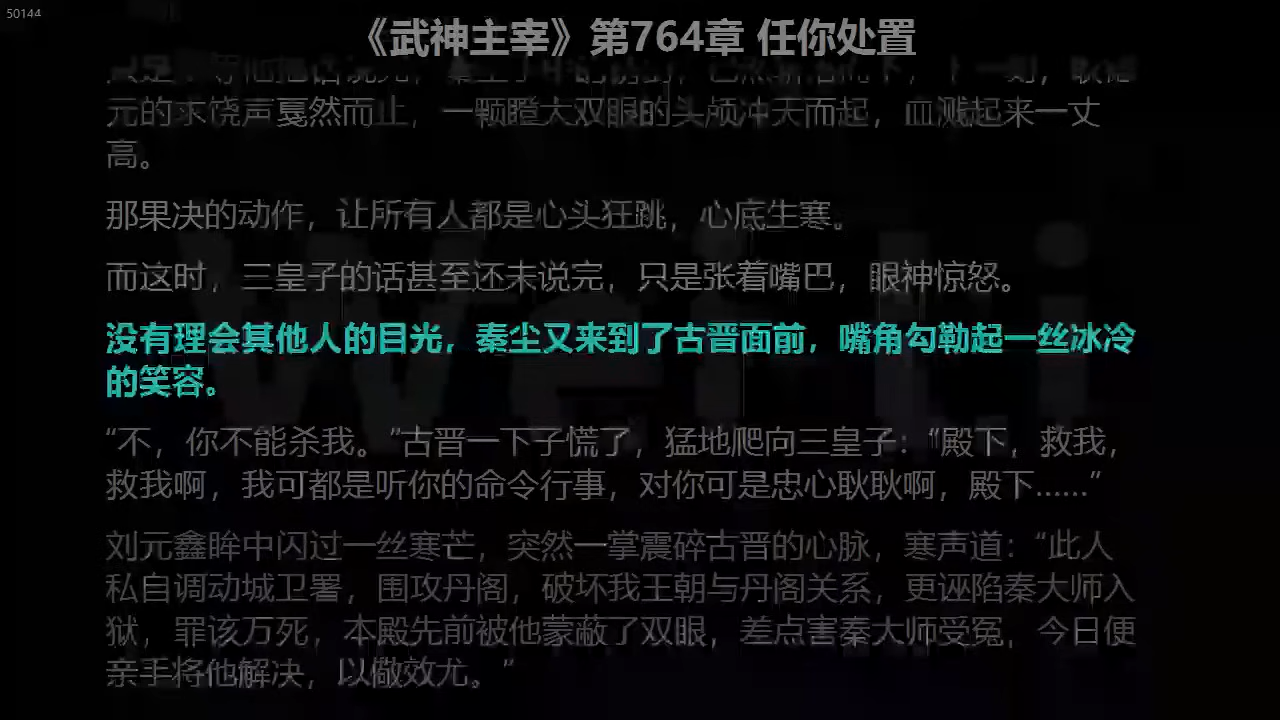 50144
《武神主宰》第764章 任你处置
元的求饶声戛然而止，一颗瞪大双眼的头颅冲天而起，血溅起来一丈
高。
那果决的动作，让所有人都是心头狂跳，心底生寒。
而这时，三皇子的话甚至还未说完，只是张着嘴巴，眼神惊怒。
没有理会其他人的目光，秦尘又来到了古晋面前，嘴角勾勒起一丝冰冷
的笑容。
“不，你不能杀我。”古晋一下子慌了，猛地爬向三皇子：“殿下，救我，
救我啊，我可都是听你的命令行事，对你可是忠心耿耿啊，殿下……”
刘元鑫眸中闪过一丝寒芒，突然一掌震碎古晋的心脉，寒声道：“此人
私自调动城卫署，围攻丹阁，破坏我王朝与丹阁关系，更诬陷秦大师入
狱，罪该万死，本殿先前被他蒙蔽了双眼，差点害秦大师受冤，今日便
亲手将他解决，以儆效尤。”